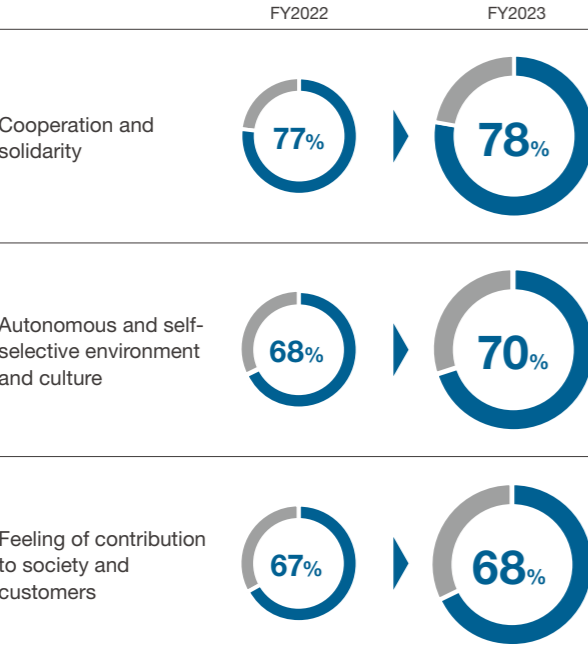 FY2022 FY2023
Cooperation and
solidarity
77% 78%
Autonomous and self-
selective environment
and culture
68% 70%
Feeling of contribution
to society and
customers
67% 68%